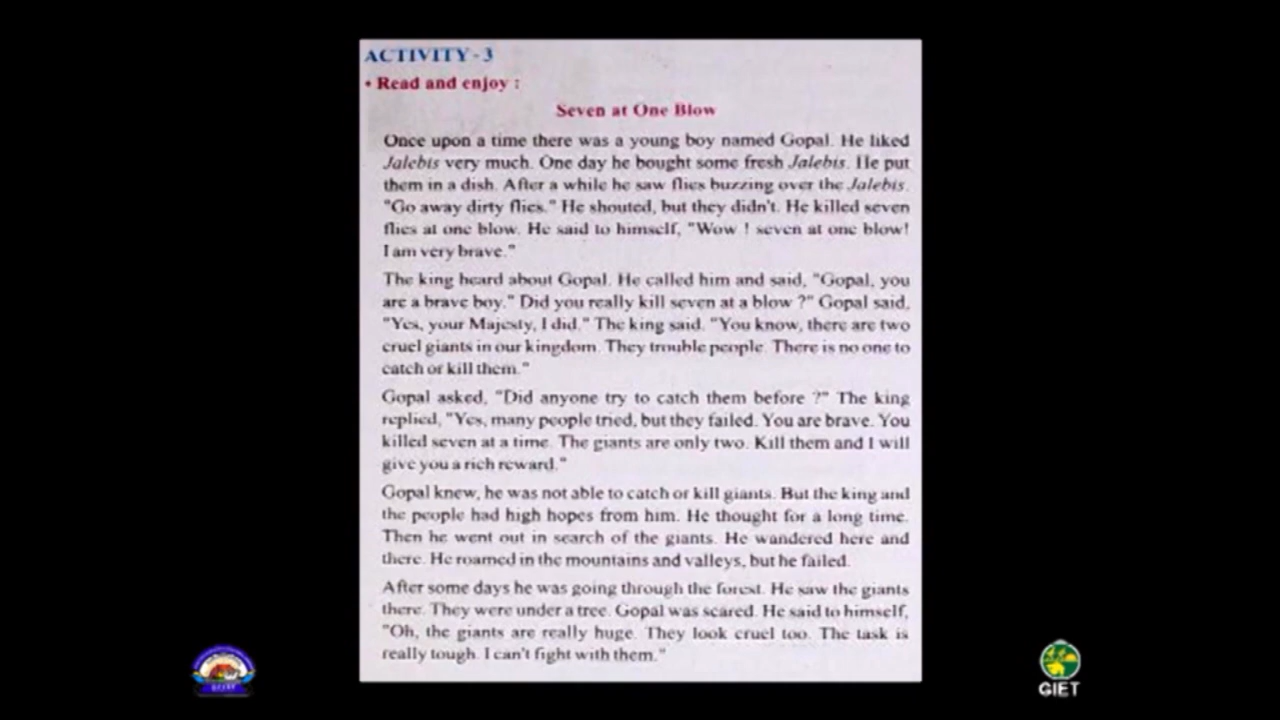 ACTIVITY - 3
• Read and enjoy :
Seven at One Blow
Once upon a time there was a young boy named Gopal. He liked
Jalebis very much. One day he bought some fresh Jalebis. He put
them in a dish. After a while he saw flies buzzing over the Jalebis.
"Go away dirty flies." He shouted, but they didn't. He killed seven
flies at one blow. He said to himself, "Wow ! seven at one blow!
I am very brave."
The king heard about Gopal. He called him and said, "Gopal, you
are a brave boy." Did you really kill seven at a blow ?" Gopal said,
"Yes, your Majesty, I did." The king said. "You know, there are two
cruel giants in our kingdom. They trouble people. There is no one to
catch or kill them."
Gopal asked, "Did anyone try to catch them before ?" The king
replied, "Yes, many people tried, but they failed. You are brave. You
killed seven at a time. The giants are only two. Kill them and I will
give you a rich reward."
Gopal knew, he was not able to catch or kill giants. But the king and
the people had high hopes from him. He thought for a long time.
Then he went out in search of the giants. He wandered here and
there. He roamed in the mountains and valleys, but he failed.
After some days he was going through the forest. He saw the giants
there. They were under a tree. Gopal was scared. He said to himself,
"Oh, the giants are really huge. They look cruel too. The task is
really tough. I can't fight with them."
GIET